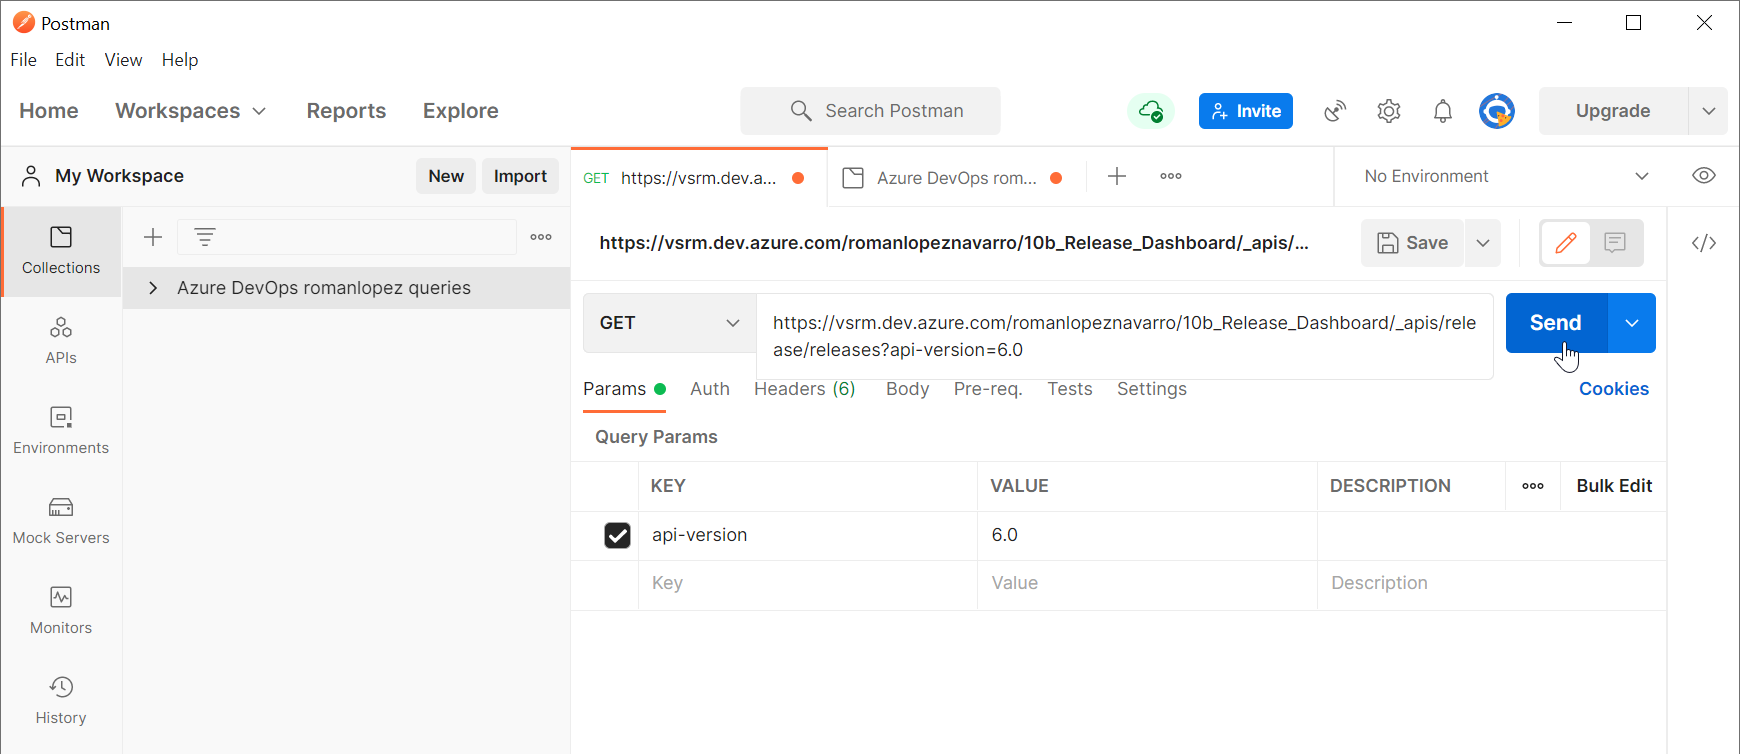 Postman
File Edit View Help
Home Workspaces Reports Explore Search Postman Invite Upgrade
My Workspace New Import
GET https://vsrm.dev.a... Azure DevOps rom... No Environment
Collections
APIs
Environments
Mock Servers
Monitors
History
Azure DevOps romanlopez queries
https://vsrm.dev.azure.com/romanlopeznavarro/10b_Release_Dashboard/_apis/... Save
GET
https://vsrm.dev.azure.com/romanlopeznavarro/10b_Release_Dashboard/_apis/rele
ase/releases?api-version=6.0
Send
Params Auth Headers (6) Body Pre-req. Tests Settings Cookies
Query Params
KEY VALUE DESCRIPTION Bulk Edit
api-version 6.0
Key Value Description